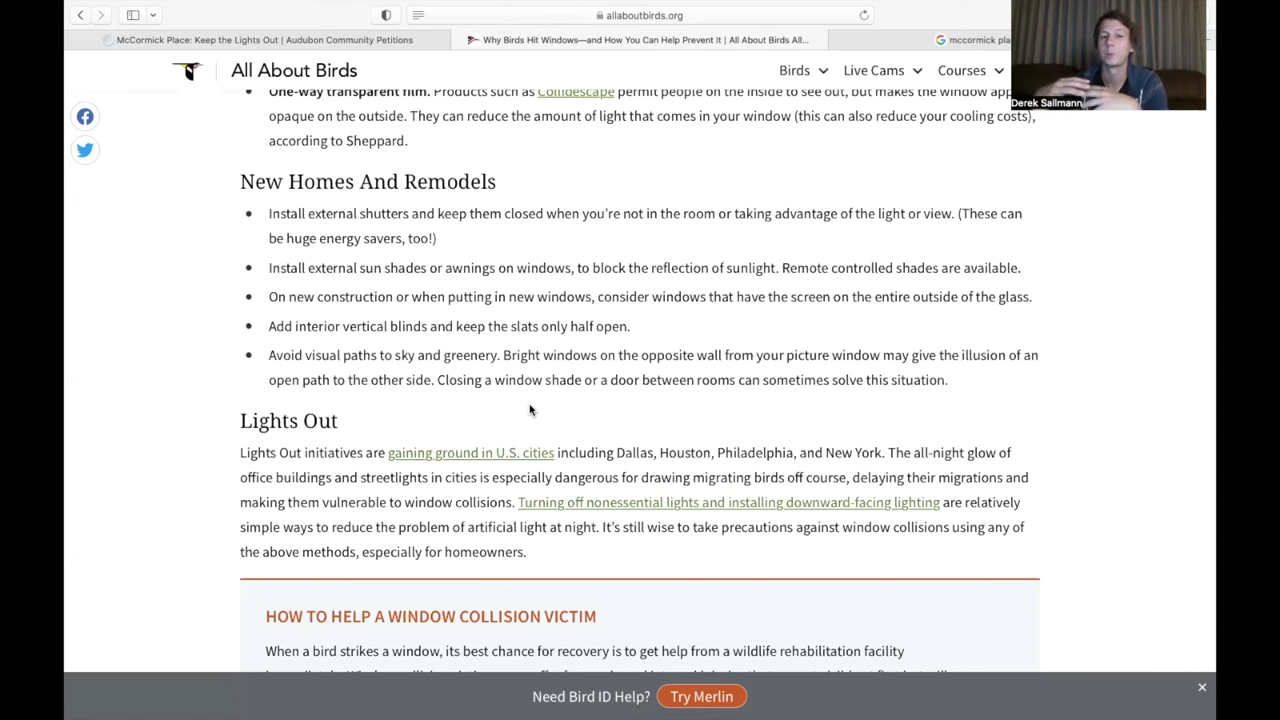 allaboutbirds.org
McCormick Place: Keep the Lights Out | Audubon Community Petitions
Why Birds Hit Windows—and How You Can Help Prevent It | All About Birds All...
mccormick pla
All About Birds
Birds
Live Cams
Courses
Derek Sallmann
One-way transparent film. Products such as Collidescape permit people on the inside to see out, but makes the window app
opaque on the outside. They can reduce the amount of light that comes in your window (this can also reduce your cooling costs),
according to Sheppard.
New Homes And Remodels
• Install external shutters and keep them closed when you’re not in the room or taking advantage of the light or view. (These can
be huge energy savers, too!)
• Install external sun shades or awnings on windows, to block the reflection of sunlight. Remote controlled shades are available.
• On new construction or when putting in new windows, consider windows that have the screen on the entire outside of the glass.
• Add interior vertical blinds and keep the slats only half open.
• Avoid visual paths to sky and greenery. Bright windows on the opposite wall from your picture window may give the illusion of an
open path to the other side. Closing a window shade or a door between rooms can sometimes solve this situation.
Lights Out
Lights Out initiatives are gaining ground in U.S. cities including Dallas, Houston, Philadelphia, and New York. The all-night glow of
office buildings and streetlights in cities is especially dangerous for drawing migrating birds off course, delaying their migrations and
making them vulnerable to window collisions. Turning off nonessential lights and installing downward-facing lighting are relatively
simple ways to reduce the problem of artificial light at night. It’s still wise to take precautions against window collisions using any of
the above methods, especially for homeowners.
HOW TO HELP A WINDOW COLLISION VICTIM
When a bird strikes a window, its best chance for recovery is to get help from a wildlife rehabilitation facility
Need Bird ID Help? Try Merlin